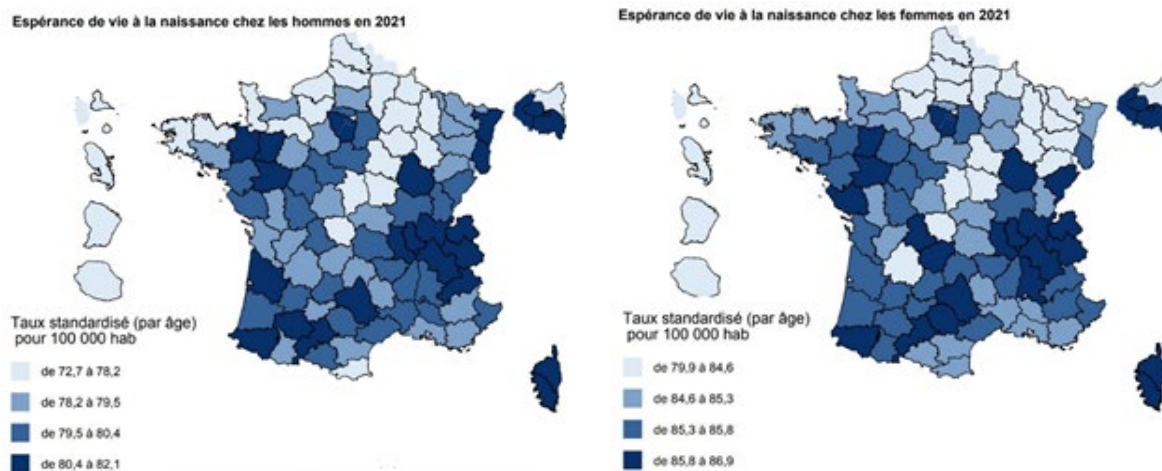 Espérance de vie à la naissance chez les hommes en 2021
Taux standardisé (par âge)
pour 100 000 hab
de 72,7 à 78,2
de 78,2 à 79,5
de 79,5 à 80,4
de 80,4 à 82,1
Espérance de vie à la naissance chez les femmes en 2021
Taux standardisé (par âge)
pour 100 000 hab
de 79,9 à 84,6
de 84,6 à 85,3
de 85,3 à 85,8
de 85,8 à 86,9